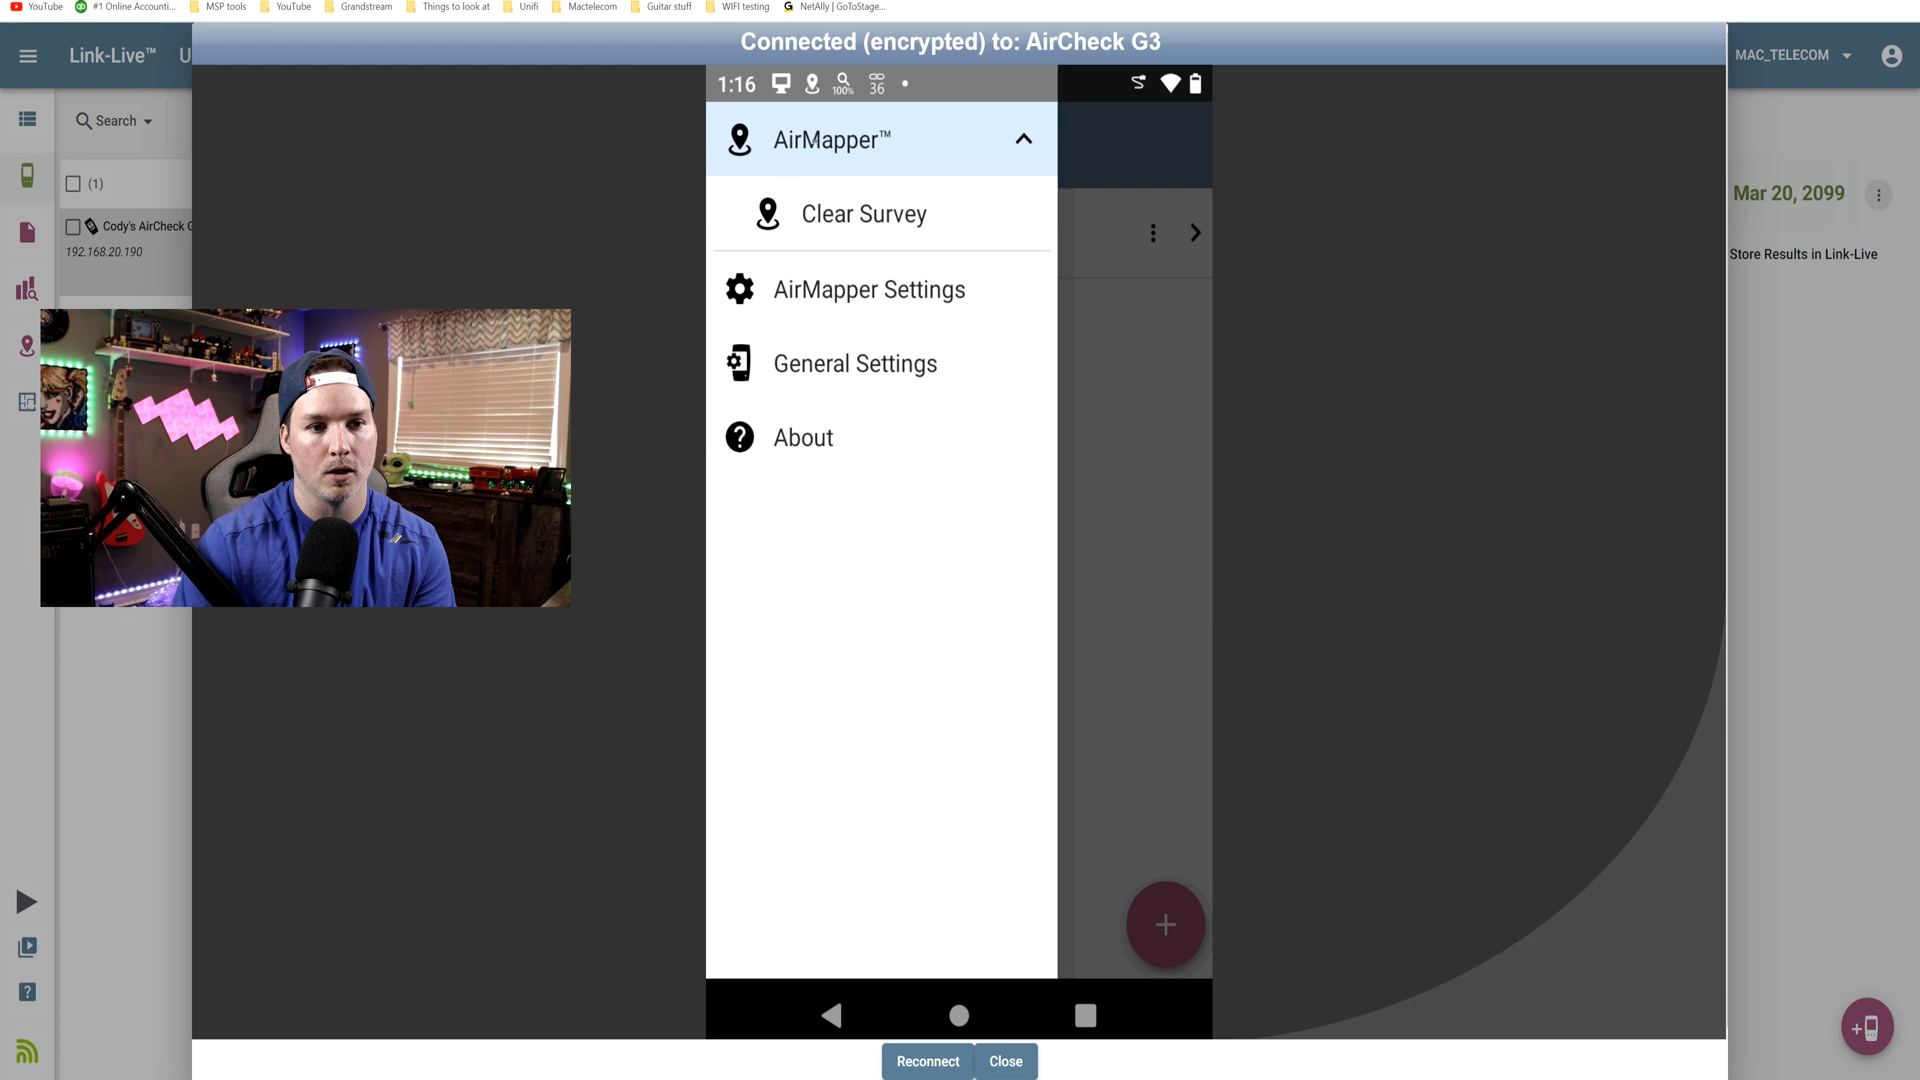 YouTube
#1 Online Accounti...
MSP tools
YouTube
Grandstream
Things to look at
Unifi
Mactelecom
Guitar stuff
WIFI testing
G
NetAlly | GoToStage...
Connected (encrypted) to: AirCheck G3
Link-Live™
U
MAC_TELECOM
1:16
100%
36
Search
AirMapper™
(1)
Clear Survey
Mar 20, 2099
Cody's AirCheck G
192.168.20.190
Store Results in Link-Live
AirMapper Settings
General Settings
About
Reconnect
Close